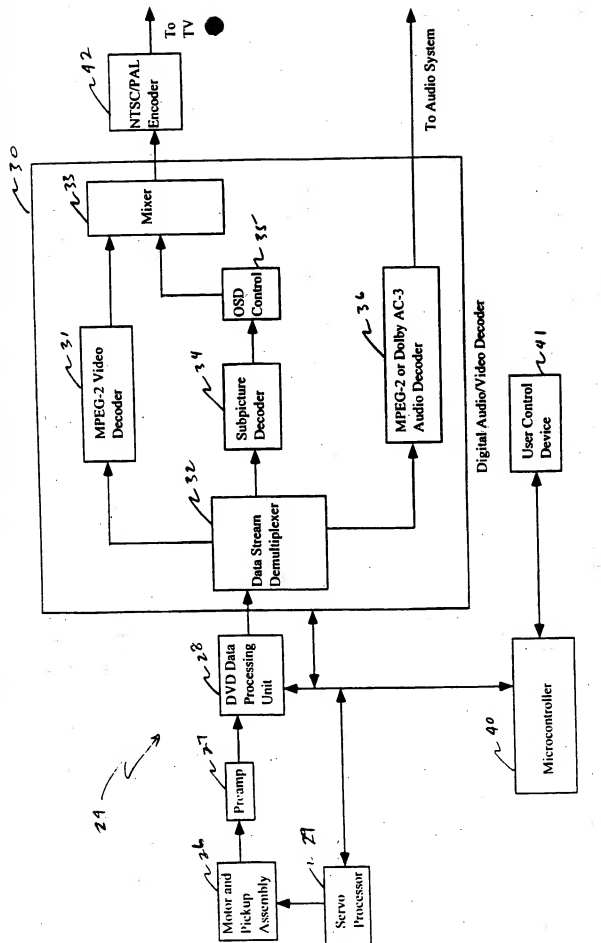 26
Motor and
Pickup
Assembly
27
Preamp
28
DVD Data
Processing
Unit
29
Servo
Processor
30
32
Data Stream
Demultiplexer
31
MPEG-2 Video
Decoder
34
Subpicture
Decoder
35
OSD
Control
33
Mixer
36
MPEG-2 or Dolby AC-3
Audio Decoder
Digital Audio/Video Decoder
42
NTSC/PAL
Encoder
To
TV
To Audio System
40
Microcontroller
41
User Control
Device